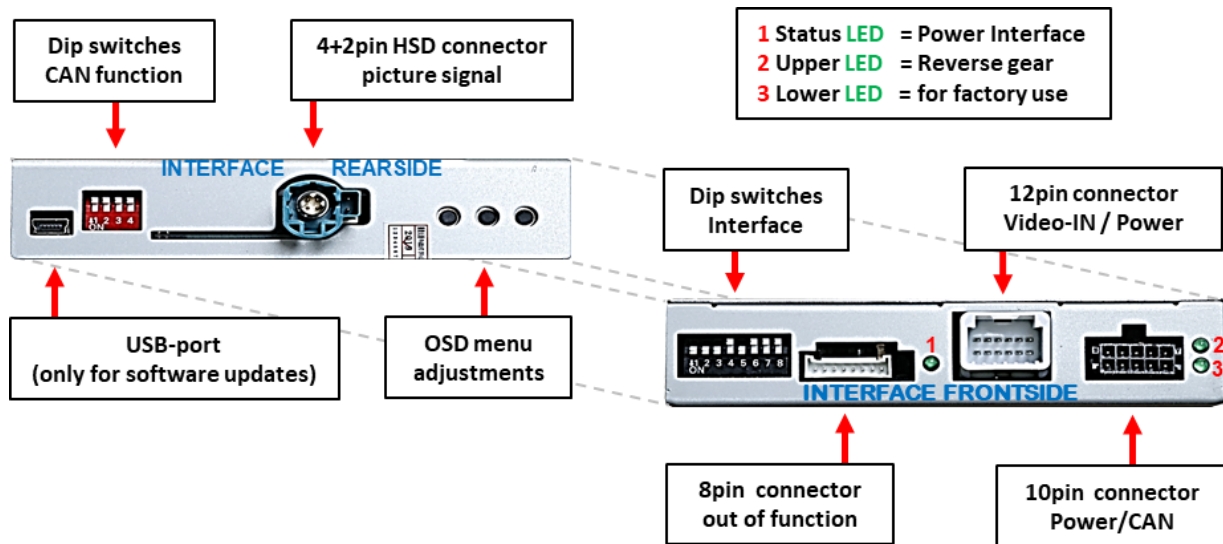 Dip switches
CAN function
4+2pin HSD connector
picture signal
1 Status LED = Power Interface
2 Upper LED = Reverse gear
3 Lower LED = for factory use
INTERFACE REARSIDE
1 2 3 4
ON
Dip switches
Interface
12pin connector
Video-IN / Power
USB-port
(only for software updates)
OSD menu
adjustments
1
2
3
1 2 3 4 5 6 7 8
ON
INTERFACE FRONTSIDE
8pin connector
out of function
10pin connector
Power/CAN